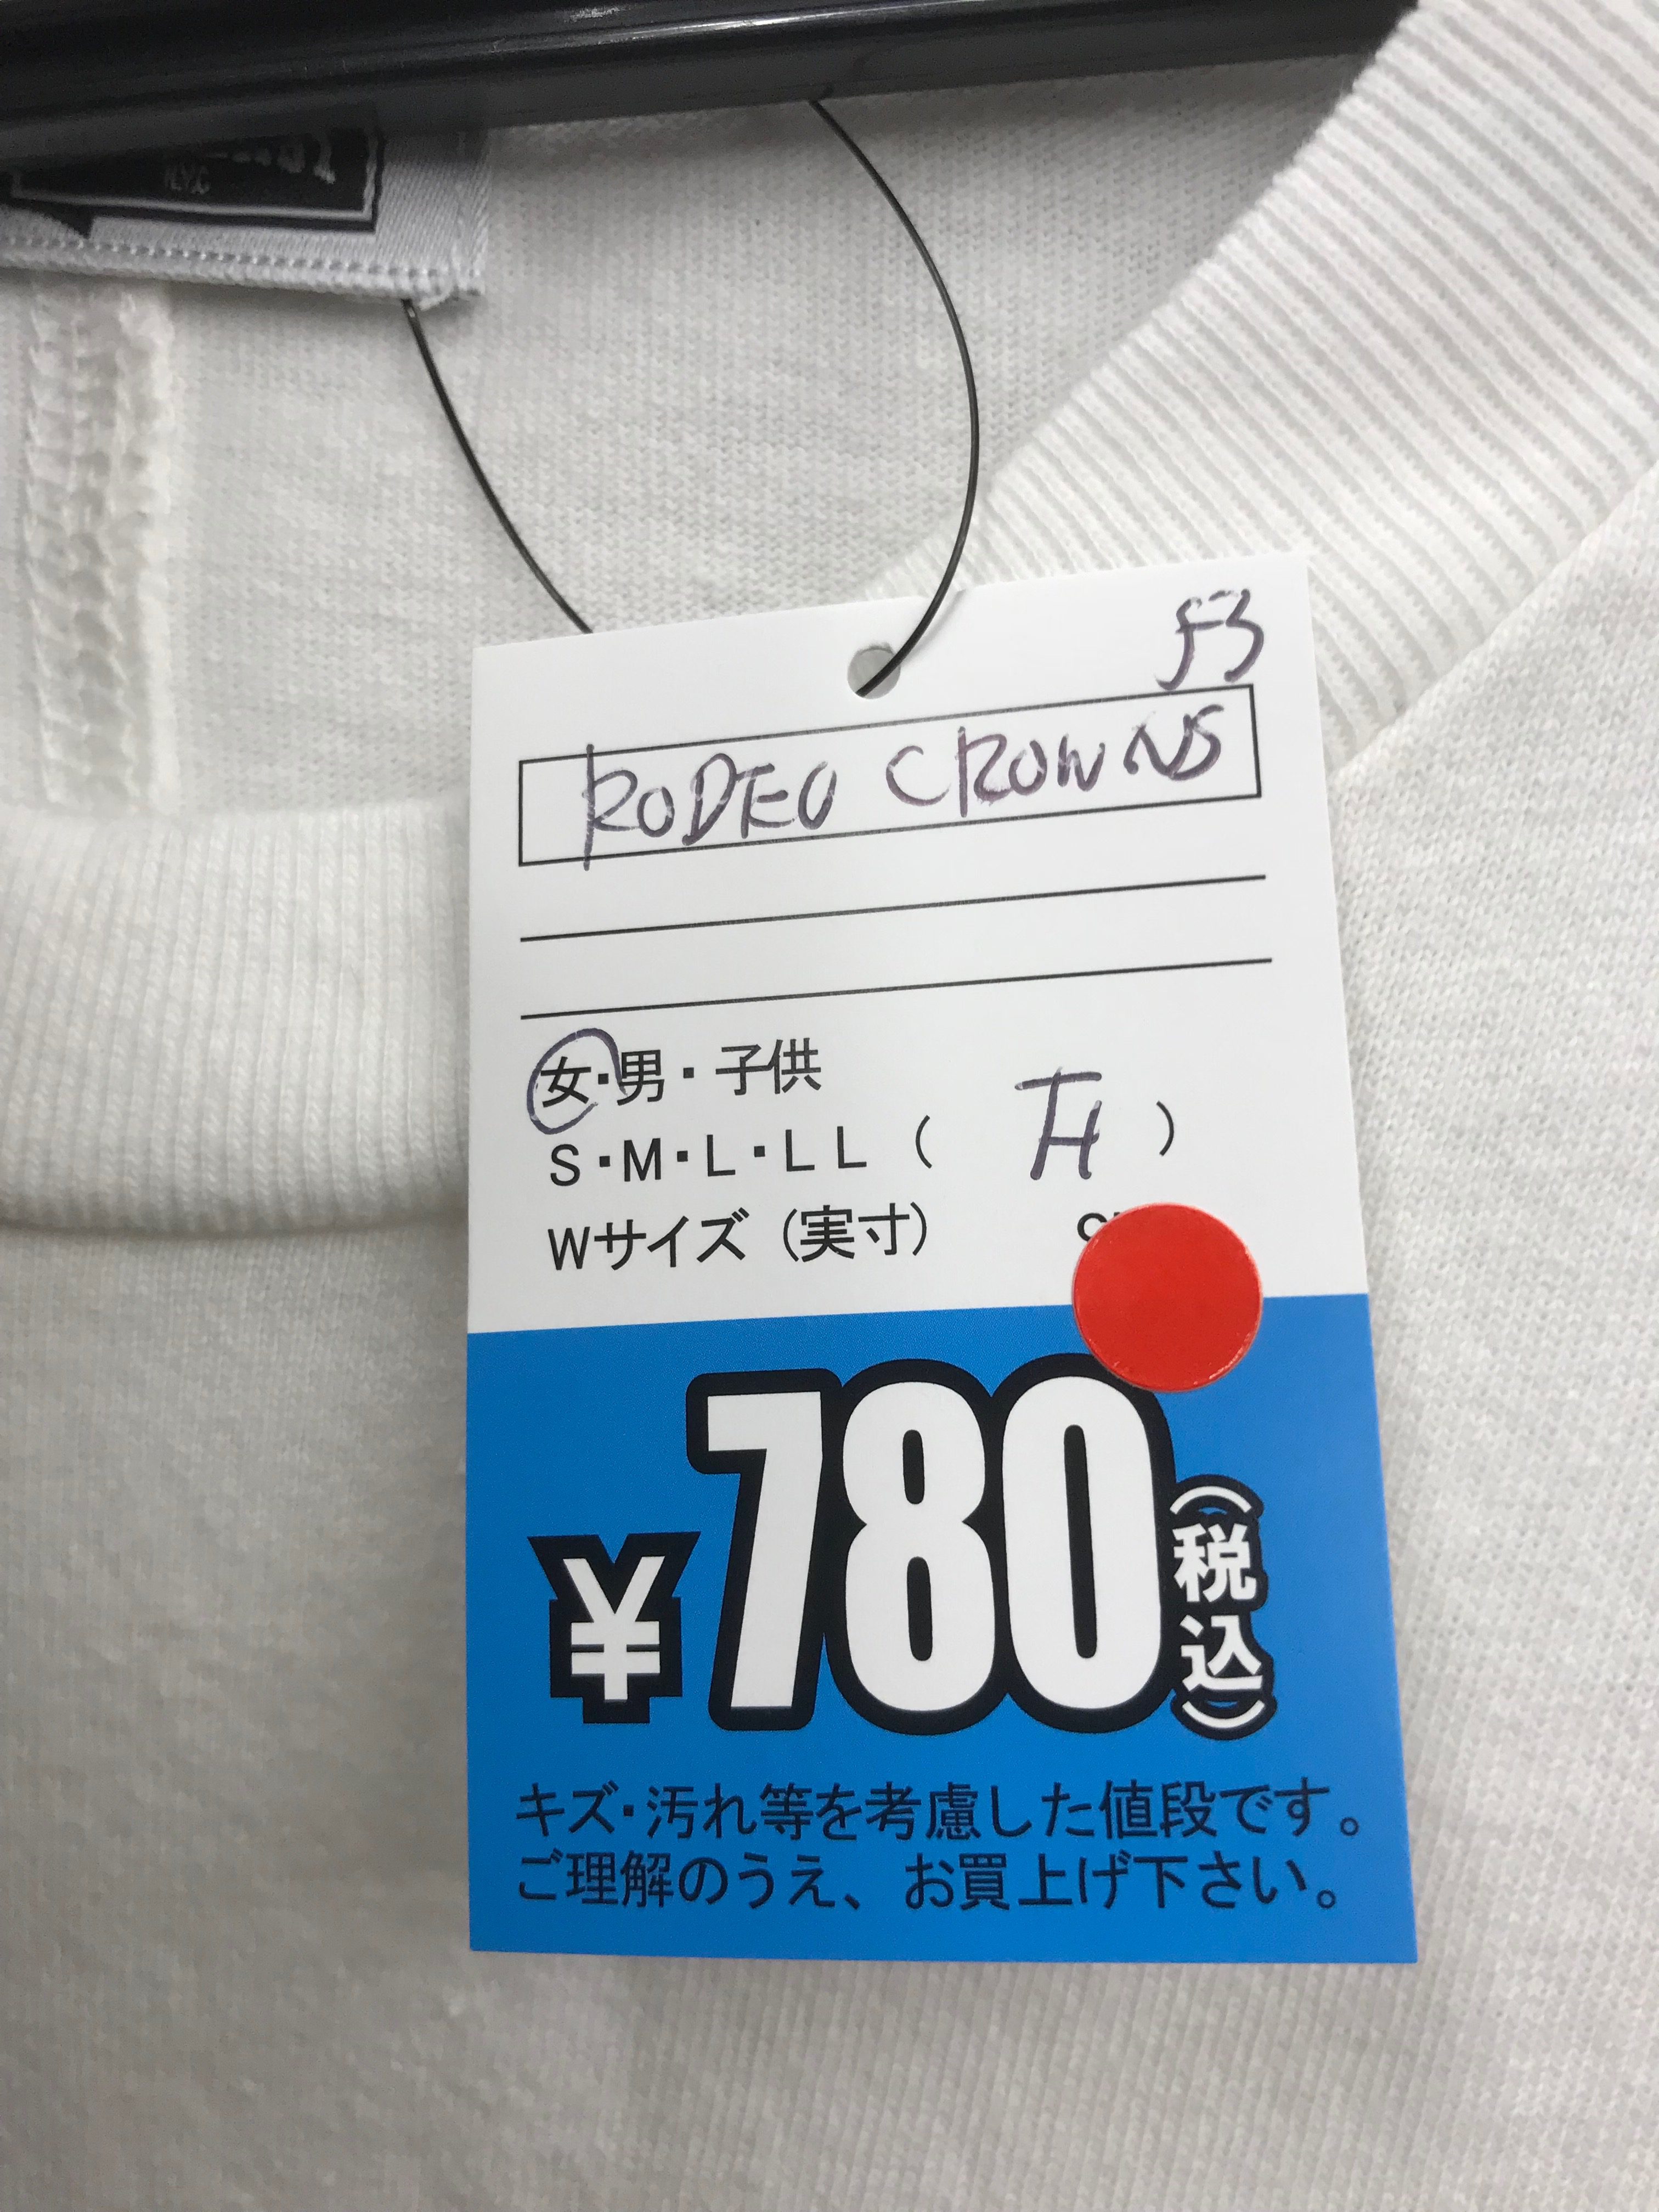 N.Y.C
RODEO CROWNS
女・男・子供
S・M・L・LL( )
Wサイズ(実寸)
¥780(税込)
キズ・汚れ等を考慮した値段です。
ご理解のうえ、お買上げ下さい。